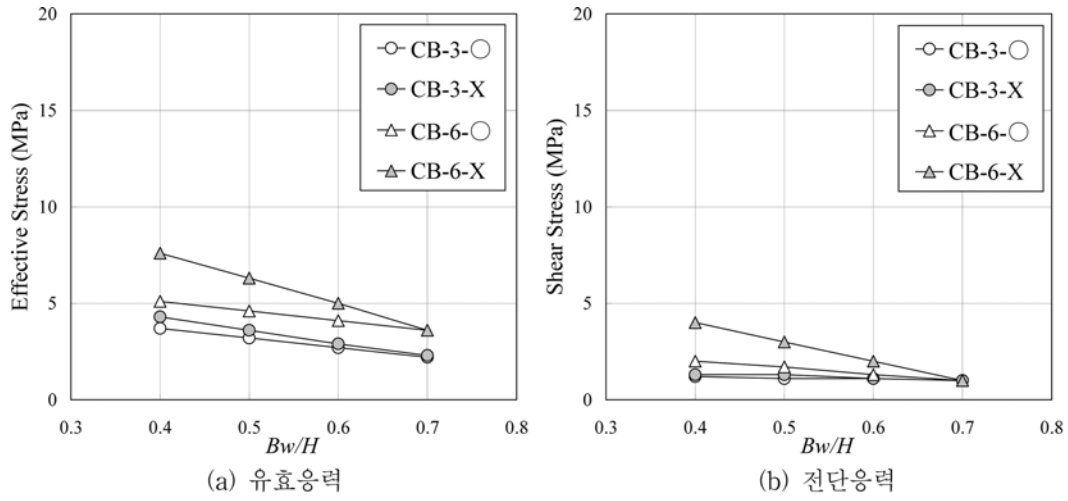 20
15
10
5
0
0.3 0.4 0.5 0.6 0.7 0.8
Effective Stress (MPa)
Bw/H
CB-3-○
CB-3-X
CB-6-○
CB-6-X
(a) 유효응력
20
15
10
5
0
0.3 0.4 0.5 0.6 0.7 0.8
Shear Stress (MPa)
Bw/H
CB-3-○
CB-3-X
CB-6-○
CB-6-X
(b) 전단응력